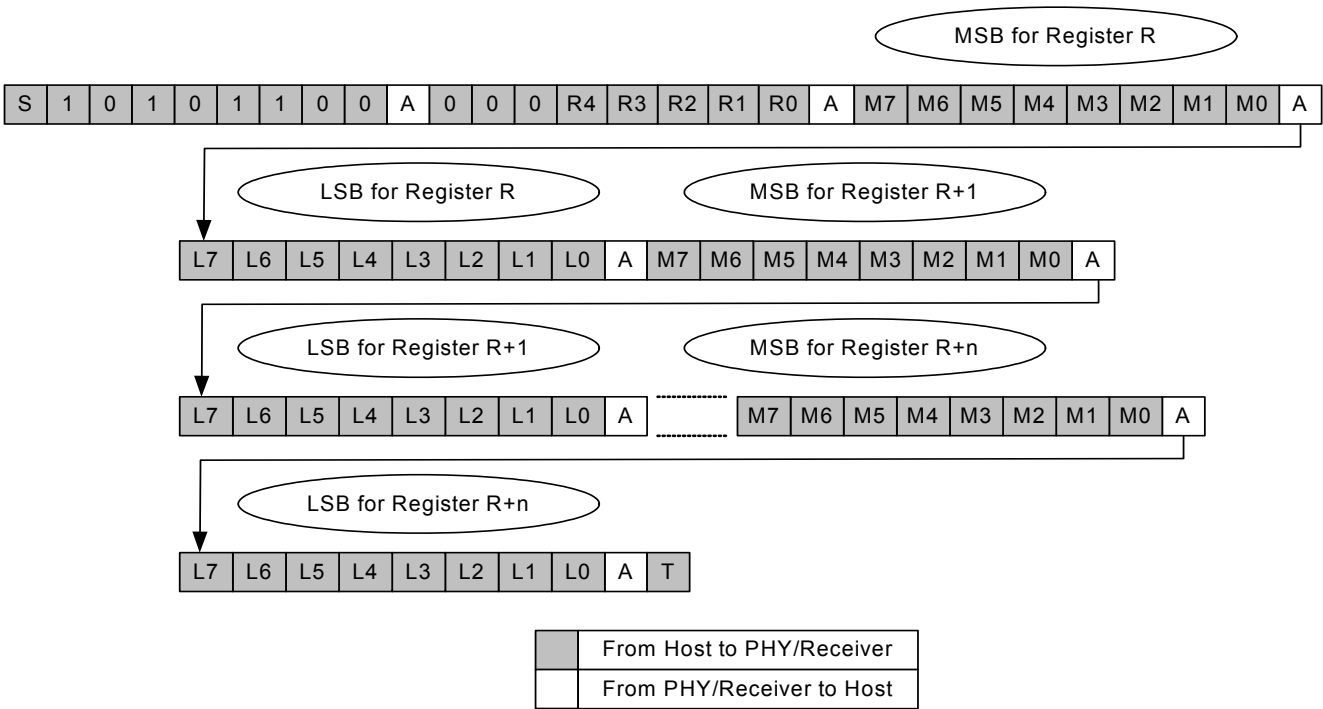 MSB for Register R
S 1 0 1 0 1 1 0 0 A 0 0 0 R4 R3 R2 R1 R0 A M7 M6 M5 M4 M3 M2 M1 M0 A
LSB for Register R MSB for Register R+1
L7 L6 L5 L4 L3 L2 L1 L0 A M7 M6 M5 M4 M3 M2 M1 M0 A
LSB for Register R+1 MSB for Register R+n
L7 L6 L5 L4 L3 L2 L1 L0 A M7 M6 M5 M4 M3 M2 M1 M0 A
LSB for Register R+n
L7 L6 L5 L4 L3 L2 L1 L0 A T
From Host to PHY/Receiver
From PHY/Receiver to Host